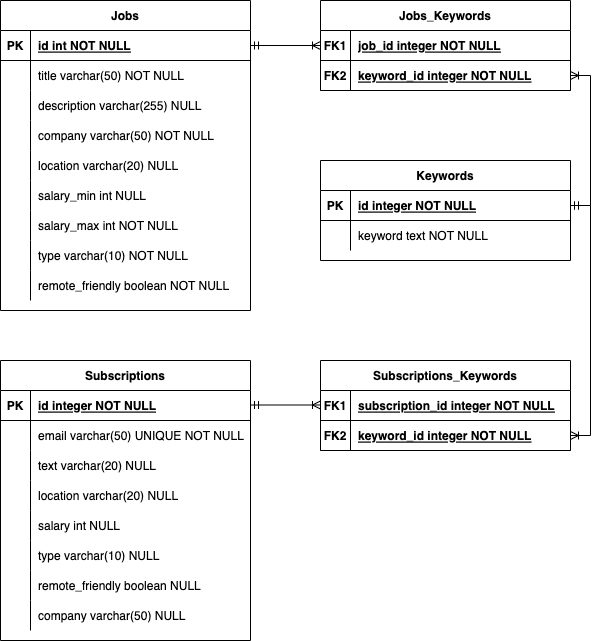 Jobs
PK id int NOT NULL
title varchar(50) NOT NULL
description varchar(255) NULL
company varchar(50) NOT NULL
location varchar(20) NULL
salary_min int NULL
salary_max int NOT NULL
type varchar(10) NOT NULL
remote_friendly boolean NOT NULL
Jobs_Keywords
FK1 job_id integer NOT NULL
FK2 keyword_id integer NOT NULL
Keywords
PK id integer NOT NULL
keyword text NOT NULL
Subscriptions
PK id integer NOT NULL
email varchar(50) UNIQUE NOT NULL
text varchar(20) NULL
location varchar(20) NULL
salary int NULL
type varchar(10) NULL
remote_friendly boolean NULL
company varchar(50) NULL
Subscriptions_Keywords
FK1 subscription_id integer NOT NULL
FK2 keyword_id integer NOT NULL